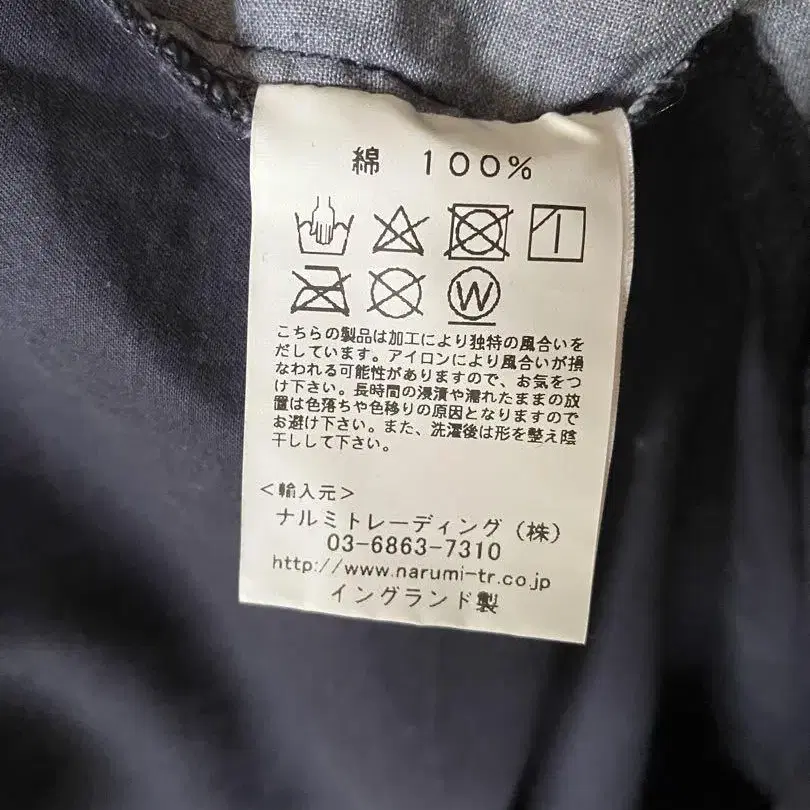 綿 100%
W
こちらの製品は加工により独特の風合いを
だしています。アイロンにより風合いが損
なわれる可能性がありますので、お気をつ
け下さい。長時間の浸漬や濡れたままの放
置は色落ちや色移りの原因となりますので
お避け下さい。また、洗濯後は形を整え陰
干しして下さい。
<輸入元>
ナルミトレーディング(株)
03-6863-7310
http://www.narumi-tr.co.jp
イングランド製